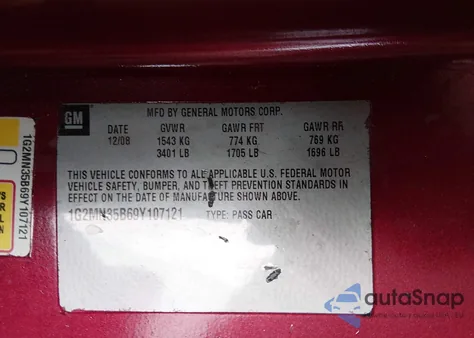 GM
MFD BY GENERAL MOTORS CORP.
DATE GVWR GAWR FRT GAWR RR
12/08 1543 KG 774 KG 769 KG
3401 LB 1705 LB 1696 LB
THIS VEHICLE CONFORMS TO ALL APPLICABLE U.S. FEDERAL MOTOR
VEHICLE SAFETY, BUMPER, AND THEFT PREVENTION STANDARDS IN
EFFECT ON THE DATE OF MANUFACTURE SHOWN ABOVE.
1G2MN35B69Y107121 TYPE: PASS CAR
1G2MN35B69Y107121
autoSnap